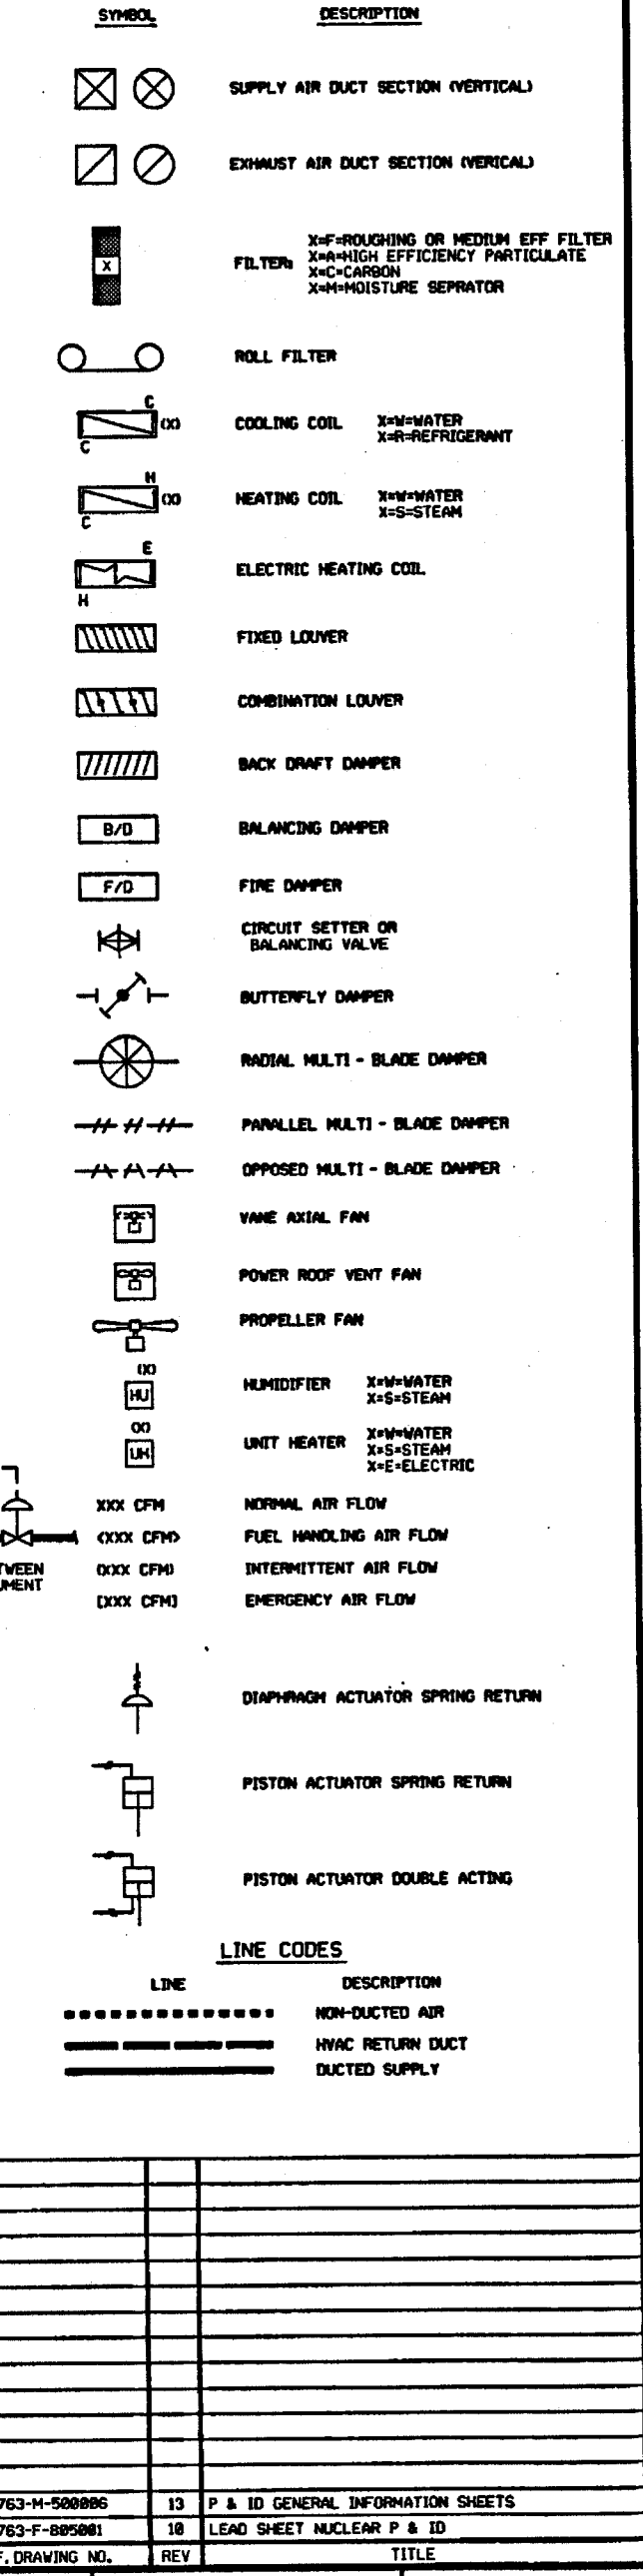 SYMBOL DESCRIPTION
SUPPLY AIR DUCT SECTION (VERTICAL)
EXHAUST AIR DUCT SECTION (VERICAL)
X=F=ROUGHING OR MEDIUM EFF FILTER
X FILTER: X=A=HIGH EFFICIENCY PARTICULATE
X=C=CARBON
X=M=MOISTURE SEPRATOR
ROLL FILTER
C
(X) COOLING COIL X=W=WATER
C X=R=REFRIGERANT
H
(X) HEATING COIL X=W=WATER
C X=S=STEAM
E
ELECTRIC HEATING COIL
H
FIXED LOUVER
COMBINATION LOUVER
BACK DRAFT DAMPER
B/D BALANCING DAMPER
F/D FIRE DAMPER
CIRCUIT SETTER OR
BALANCING VALVE
BUTTERFLY DAMPER
RADIAL MULTI - BLADE DAMPER
PARALLEL MULTI - BLADE DAMPER
OPPOSED MULTI - BLADE DAMPER
VANE AXIAL FAN
POWER ROOF VENT FAN
PROPELLER FAN
(X)
HU HUMIDIFIER X=W=WATER
X=S=STEAM
(X)
UH UNIT HEATER X=W=WATER
X=S=STEAM
X=E=ELECTRIC
XXX CFM NORMAL AIR FLOW
<XXX CFM> FUEL HANDLING AIR FLOW
TWEEN (XXX CFM) INTERMITTENT AIR FLOW
UMENT
[XXX CFM] EMERGENCY AIR FLOW
DIAPHRAGM ACTUATOR SPRING RETURN
PISTON ACTUATOR SPRING RETURN
PISTON ACTUATOR DOUBLE ACTING
LINE CODES
LINE DESCRIPTION
NON-DUCTED AIR
HVAC RETURN DUCT
DUCTED SUPPLY
763-M-500006 13 P & ID GENERAL INFORMATION SHEETS
763-F-805001 10 LEAD SHEET NUCLEAR P & ID
F. DRAWING NO. REV TITLE